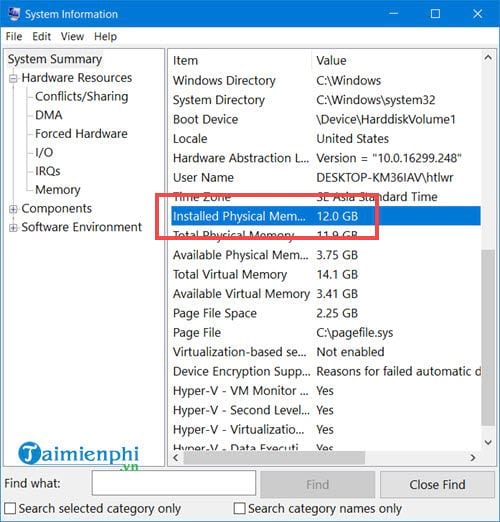 System Information
File Edit View Help
System Summary
Hardware Resources
Conflicts/Sharing
DMA
Forced Hardware
I/O
IRQs
Memory
Components
Software Environment
Item Value
Windows Directory C:\Windows
System Directory C:\Windows\system32
Boot Device \Device\HarddiskVolume1
Locale United States
Hardware Abstraction L... Version = "10.0.16299.248"
User Name DESKTOP-KM36IAV\htlwr
Time Zone SE Asia Standard Time
Installed Physical Mem... 12.0 GB
Total Physical Memory 11.9 GB
Available Physical Mem... 3.75 GB
Total Virtual Memory 14.1 GB
Available Virtual Memory 3.41 GB
Page File Space 2.25 GB
Page File C:\pagefile.sys
Virtualization-based se... Not enabled
Device Encryption Supp... Reasons for failed automatic d
Hyper-V - VM Monitor ... Yes
Hyper-V - Second Level... Yes
Hyper-V - Virtualizatio... Yes
Hyper-V - Data Executi... Yes
Taimienphi
.vn
Find what: Find Close Find
Search selected category only Search category names only